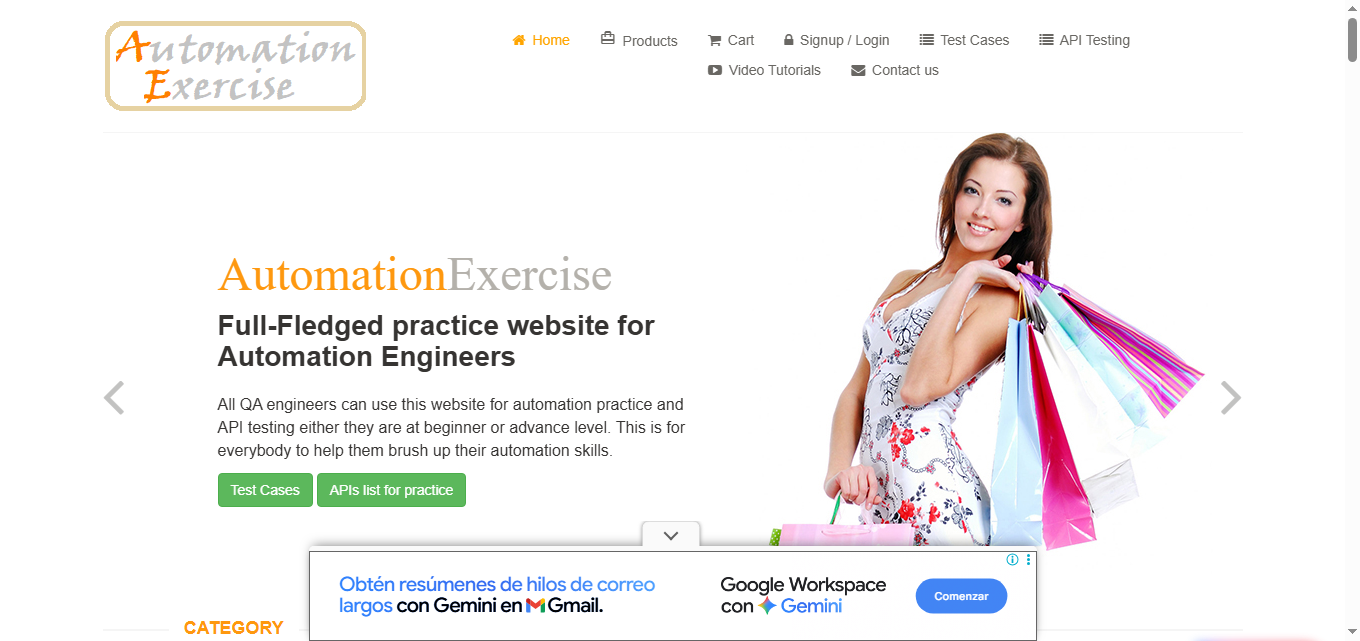 Automation
Exercise
Home
Products
Cart
Signup / Login
Test Cases
API Testing
Video Tutorials
Contact us
AutomationExercise
Full-Fledged practice website for
Automation Engineers
All QA engineers can use this website for automation practice and
API testing either they are at beginner or advance level. This is for
everybody to help them brush up their automation skills.
Test Cases
APIs list for practice
Obtén resúmenes de hilos de correo
largos con Gemini en Gmail.
Google Workspace
con Gemini
Comenzar
CATEGORY